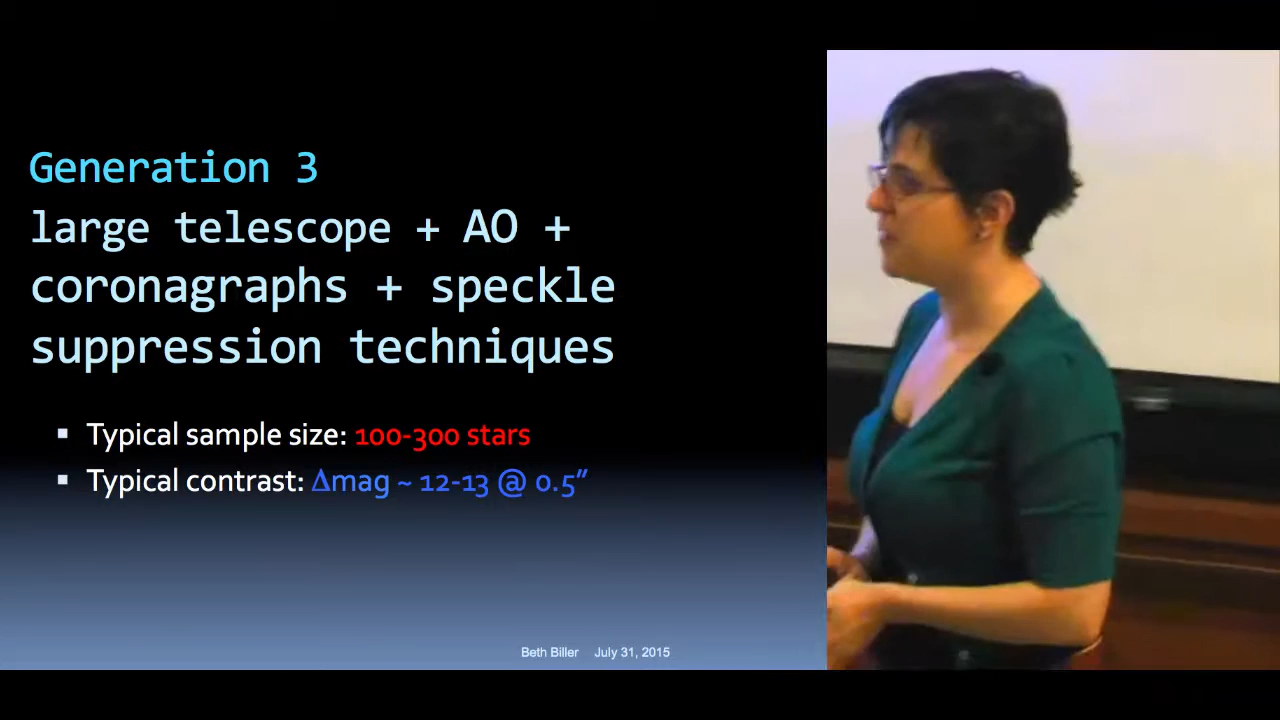 Generation 3
large telescope + AO +
coronagraphs + speckle
suppression techniques
▪ Typical sample size: 100-300 stars
▪ Typical contrast: Δmag ~ 12-13 @ 0.5”
Beth Biller July 31, 2015